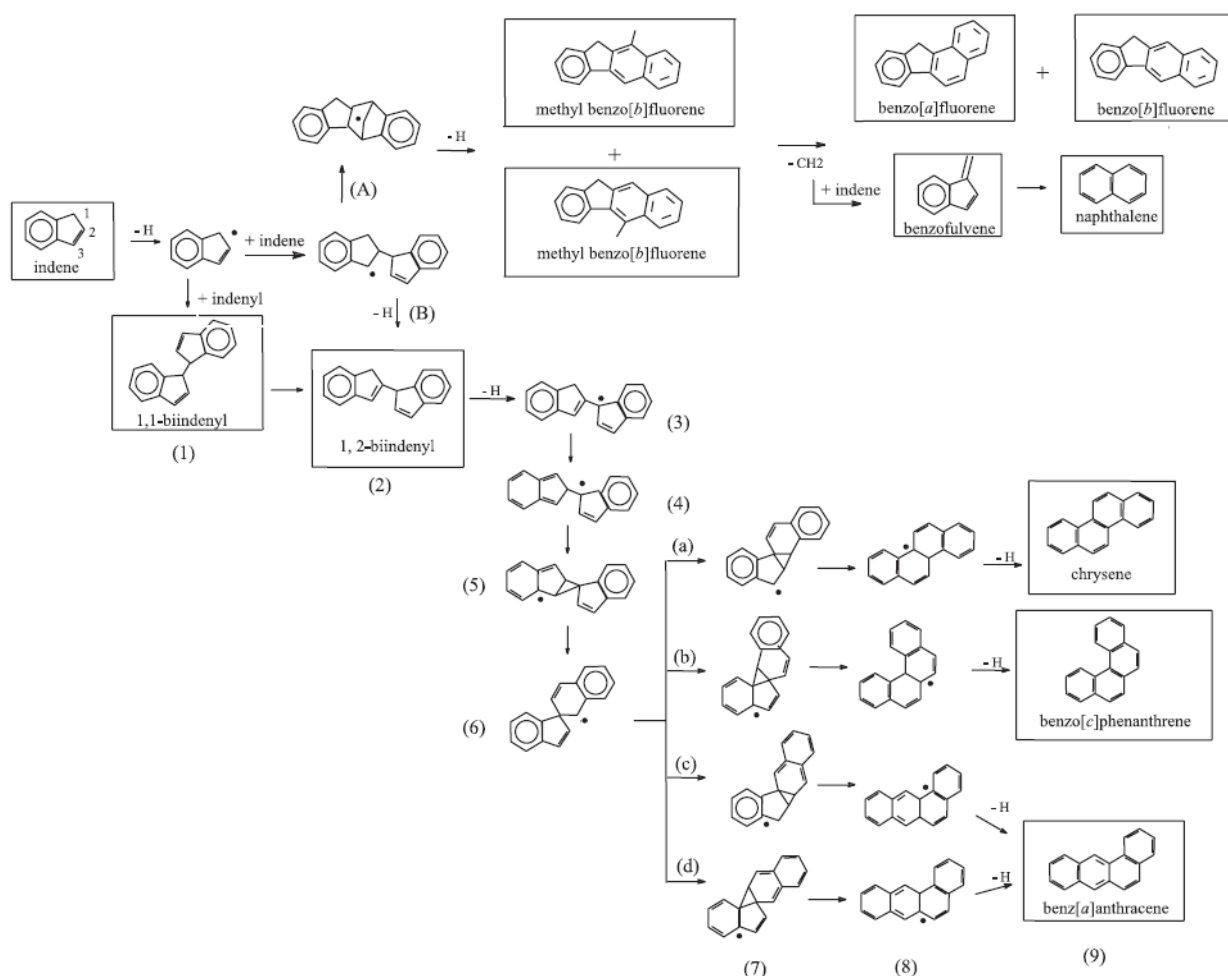 methyl benzo[b]fluorene
+
methyl benzo[b]fluorene
- H
- CH2
+ indene
benzo[a]fluorene
+
benzo[b]fluorene
benzofulvene
naphthalene
(A)
1
2
3
indene
- H
+ indene
+ indenyl
- H
(B)
1,1-biindenyl
(1)
1, 2-biindenyl
(2)
- H
(3)
(4)
(5)
(6)
(a)
- H
chrysene
(b)
- H
benzo[c]phenanthrene
(c)
- H
(d)
- H
benz[a]anthracene
(7)
(8)
(9)